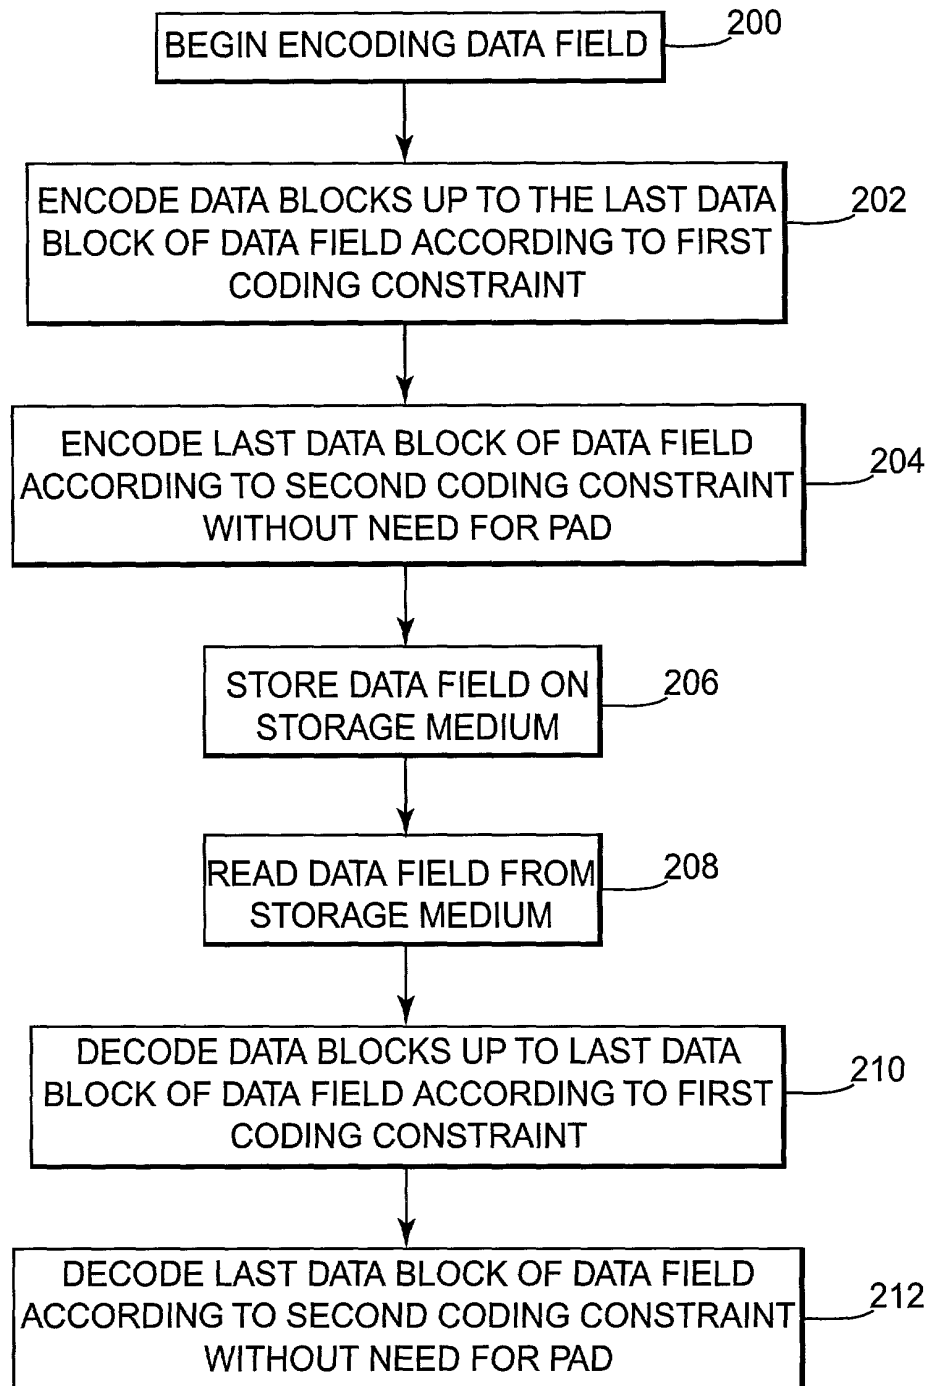 BEGIN ENCODING DATA FIELD
200
ENCODE DATA BLOCKS UP TO THE LAST DATA
BLOCK OF DATA FIELD ACCORDING TO FIRST
CODING CONSTRAINT
202
ENCODE LAST DATA BLOCK OF DATA FIELD
ACCORDING TO SECOND CODING CONSTRAINT
WITHOUT NEED FOR PAD
204
STORE DATA FIELD ON
STORAGE MEDIUM
206
READ DATA FIELD FROM
STORAGE MEDIUM
208
DECODE DATA BLOCKS UP TO LAST DATA
BLOCK OF DATA FIELD ACCORDING TO FIRST
CODING CONSTRAINT
210
DECODE LAST DATA BLOCK OF DATA FIELD
ACCORDING TO SECOND CODING CONSTRAINT
WITHOUT NEED FOR PAD
212